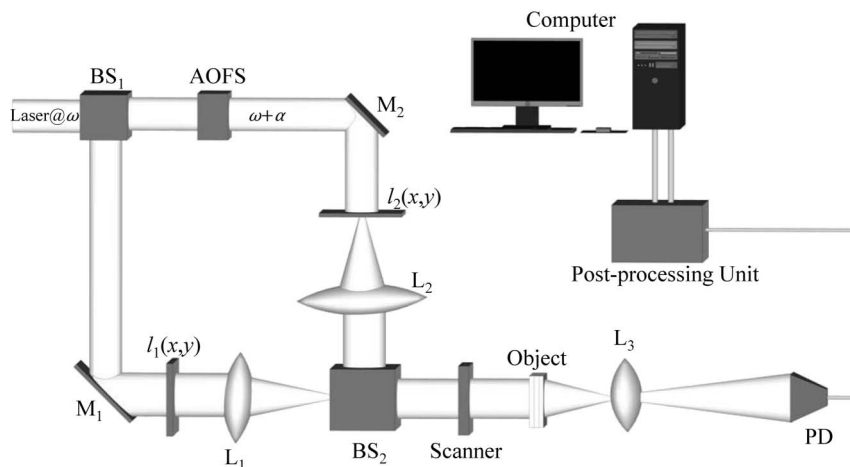 Computer
BS₁
AOFS
M₂
Laser@ω
ω+α
l₂(x,y)
Post-processing Unit
L₂
l₁(x,y)
Object
L₃
M₁
L₁
BS₂
Scanner
PD